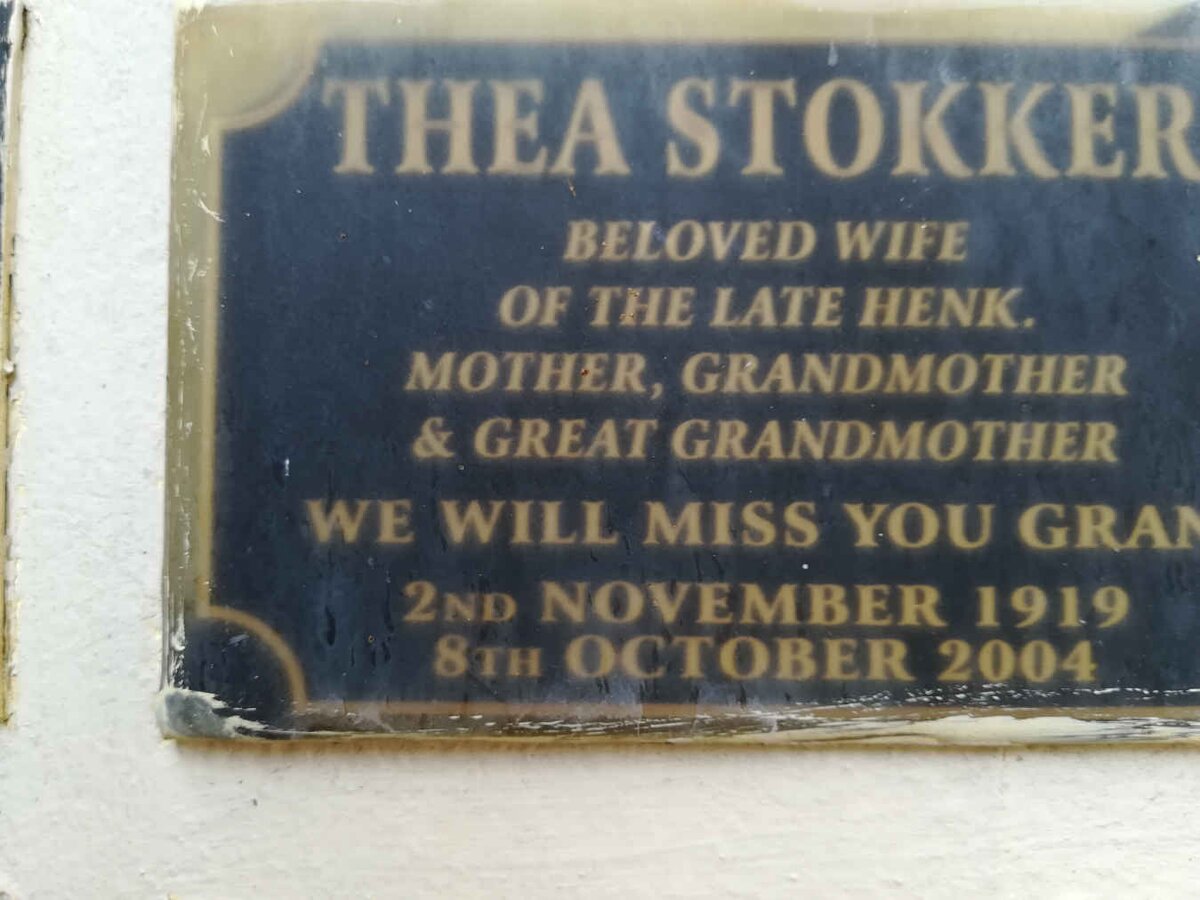 THEA STOKKER
BELOVED WIFE
OF THE LATE HENK.
MOTHER, GRANDMOTHER
& GREAT GRANDMOTHER
WE WILL MISS YOU GRAN
2ND NOVEMBER 1919
8TH OCTOBER 2004